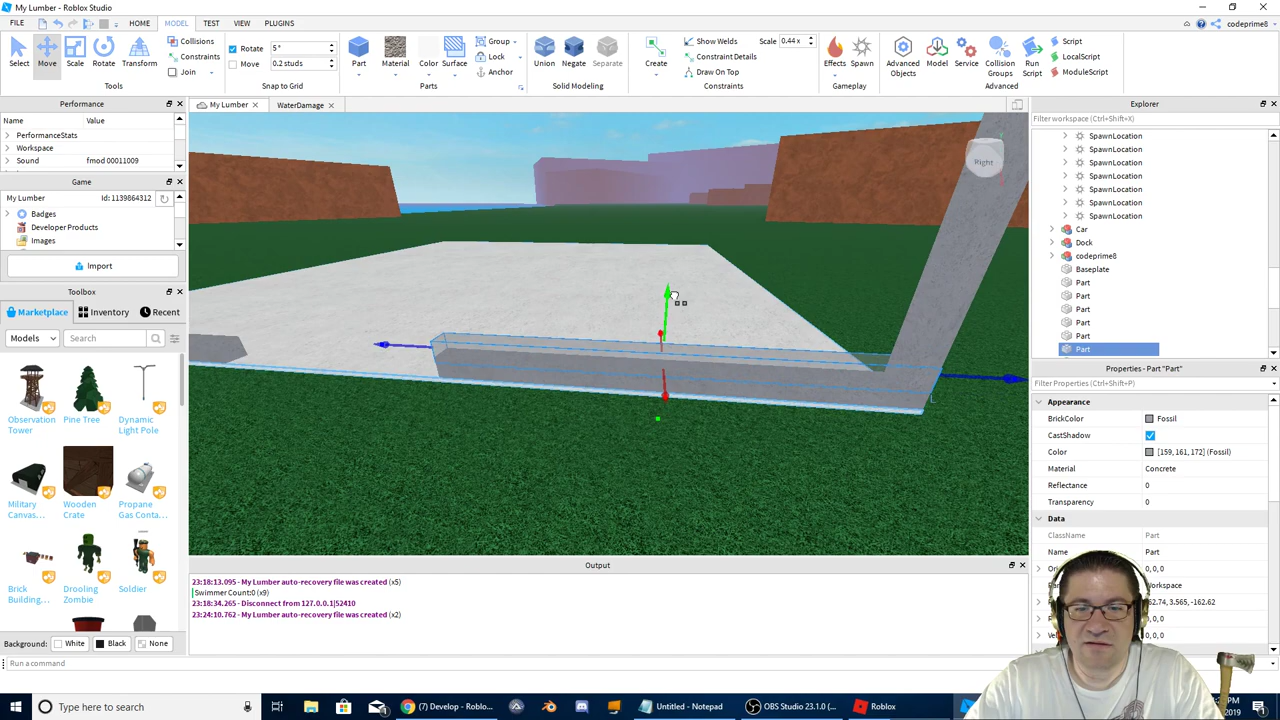 My Lumber - Roblox Studio
FILE
HOME
MODEL
TEST
VIEW
PLUGINS
codeprime8
Select
Move
Scale
Rotate
Transform
Collisions
Constraints
Join
Tools
Rotate
5 °
Move
0.2 studs
Snap to Grid
Part
Material
Color
Surface
Group
Lock
Anchor
Parts
Union
Negate
Separate
Solid Modeling
Create
Show Welds
Constraint Details
Draw On Top
Scale
0.44 x
Constraints
Effects
Spawn
Gameplay
Advanced
Objects
Model
Service
Collision
Groups
Run
Script
Script
LocalScript
ModuleScript
Advanced
Performance
Name
Value
PerformanceStats
Workspace
Sound
fmod 00011009
Game
My Lumber
Id: 1139864312
Badges
Developer Products
Images
Import
Toolbox
Marketplace
Inventory
Recent
Models
Search
Observation
Tower
Pine Tree
Dynamic
Light Pole
Military
Canvas...
Wooden
Crate
Propane
Gas Conta...
Brick
Building...
Drooling
Zombie
Soldier
Background:
White
Black
None
Run a command
My Lumber
WaterDamage
Right
Output
23:18:13.095 - My Lumber auto-recovery file was created (x5)
Swimmer Count:0 (x9)
23:18:34.265 - Disconnect from 127.0.0.1|52410
23:24:10.762 - My Lumber auto-recovery file was created (x2)
Explorer
Filter workspace (Ctrl+Shift+X)
SpawnLocation
SpawnLocation
SpawnLocation
SpawnLocation
SpawnLocation
SpawnLocation
SpawnLocation
Car
Dock
codeprime8
Baseplate
Part
Part
Part
Part
Part
Part
Properties - Part "Part"
Filter Properties (Ctrl+Shift+P)
Appearance
BrickColor
Fossil
CastShadow
Color
[159, 161, 172] (Fossil)
Material
Concrete
Reflectance
0
Transparency
0
Data
ClassName
Part
Name
Part
0, 0, 0
Workspace
62.74, 3.565, -162.62
0, 0, 0
0, 0, 0
Type here to search
(7) Develop - Roblo...
Untitled - Notepad
OBS Studio 23.1.0 (...
Roblox